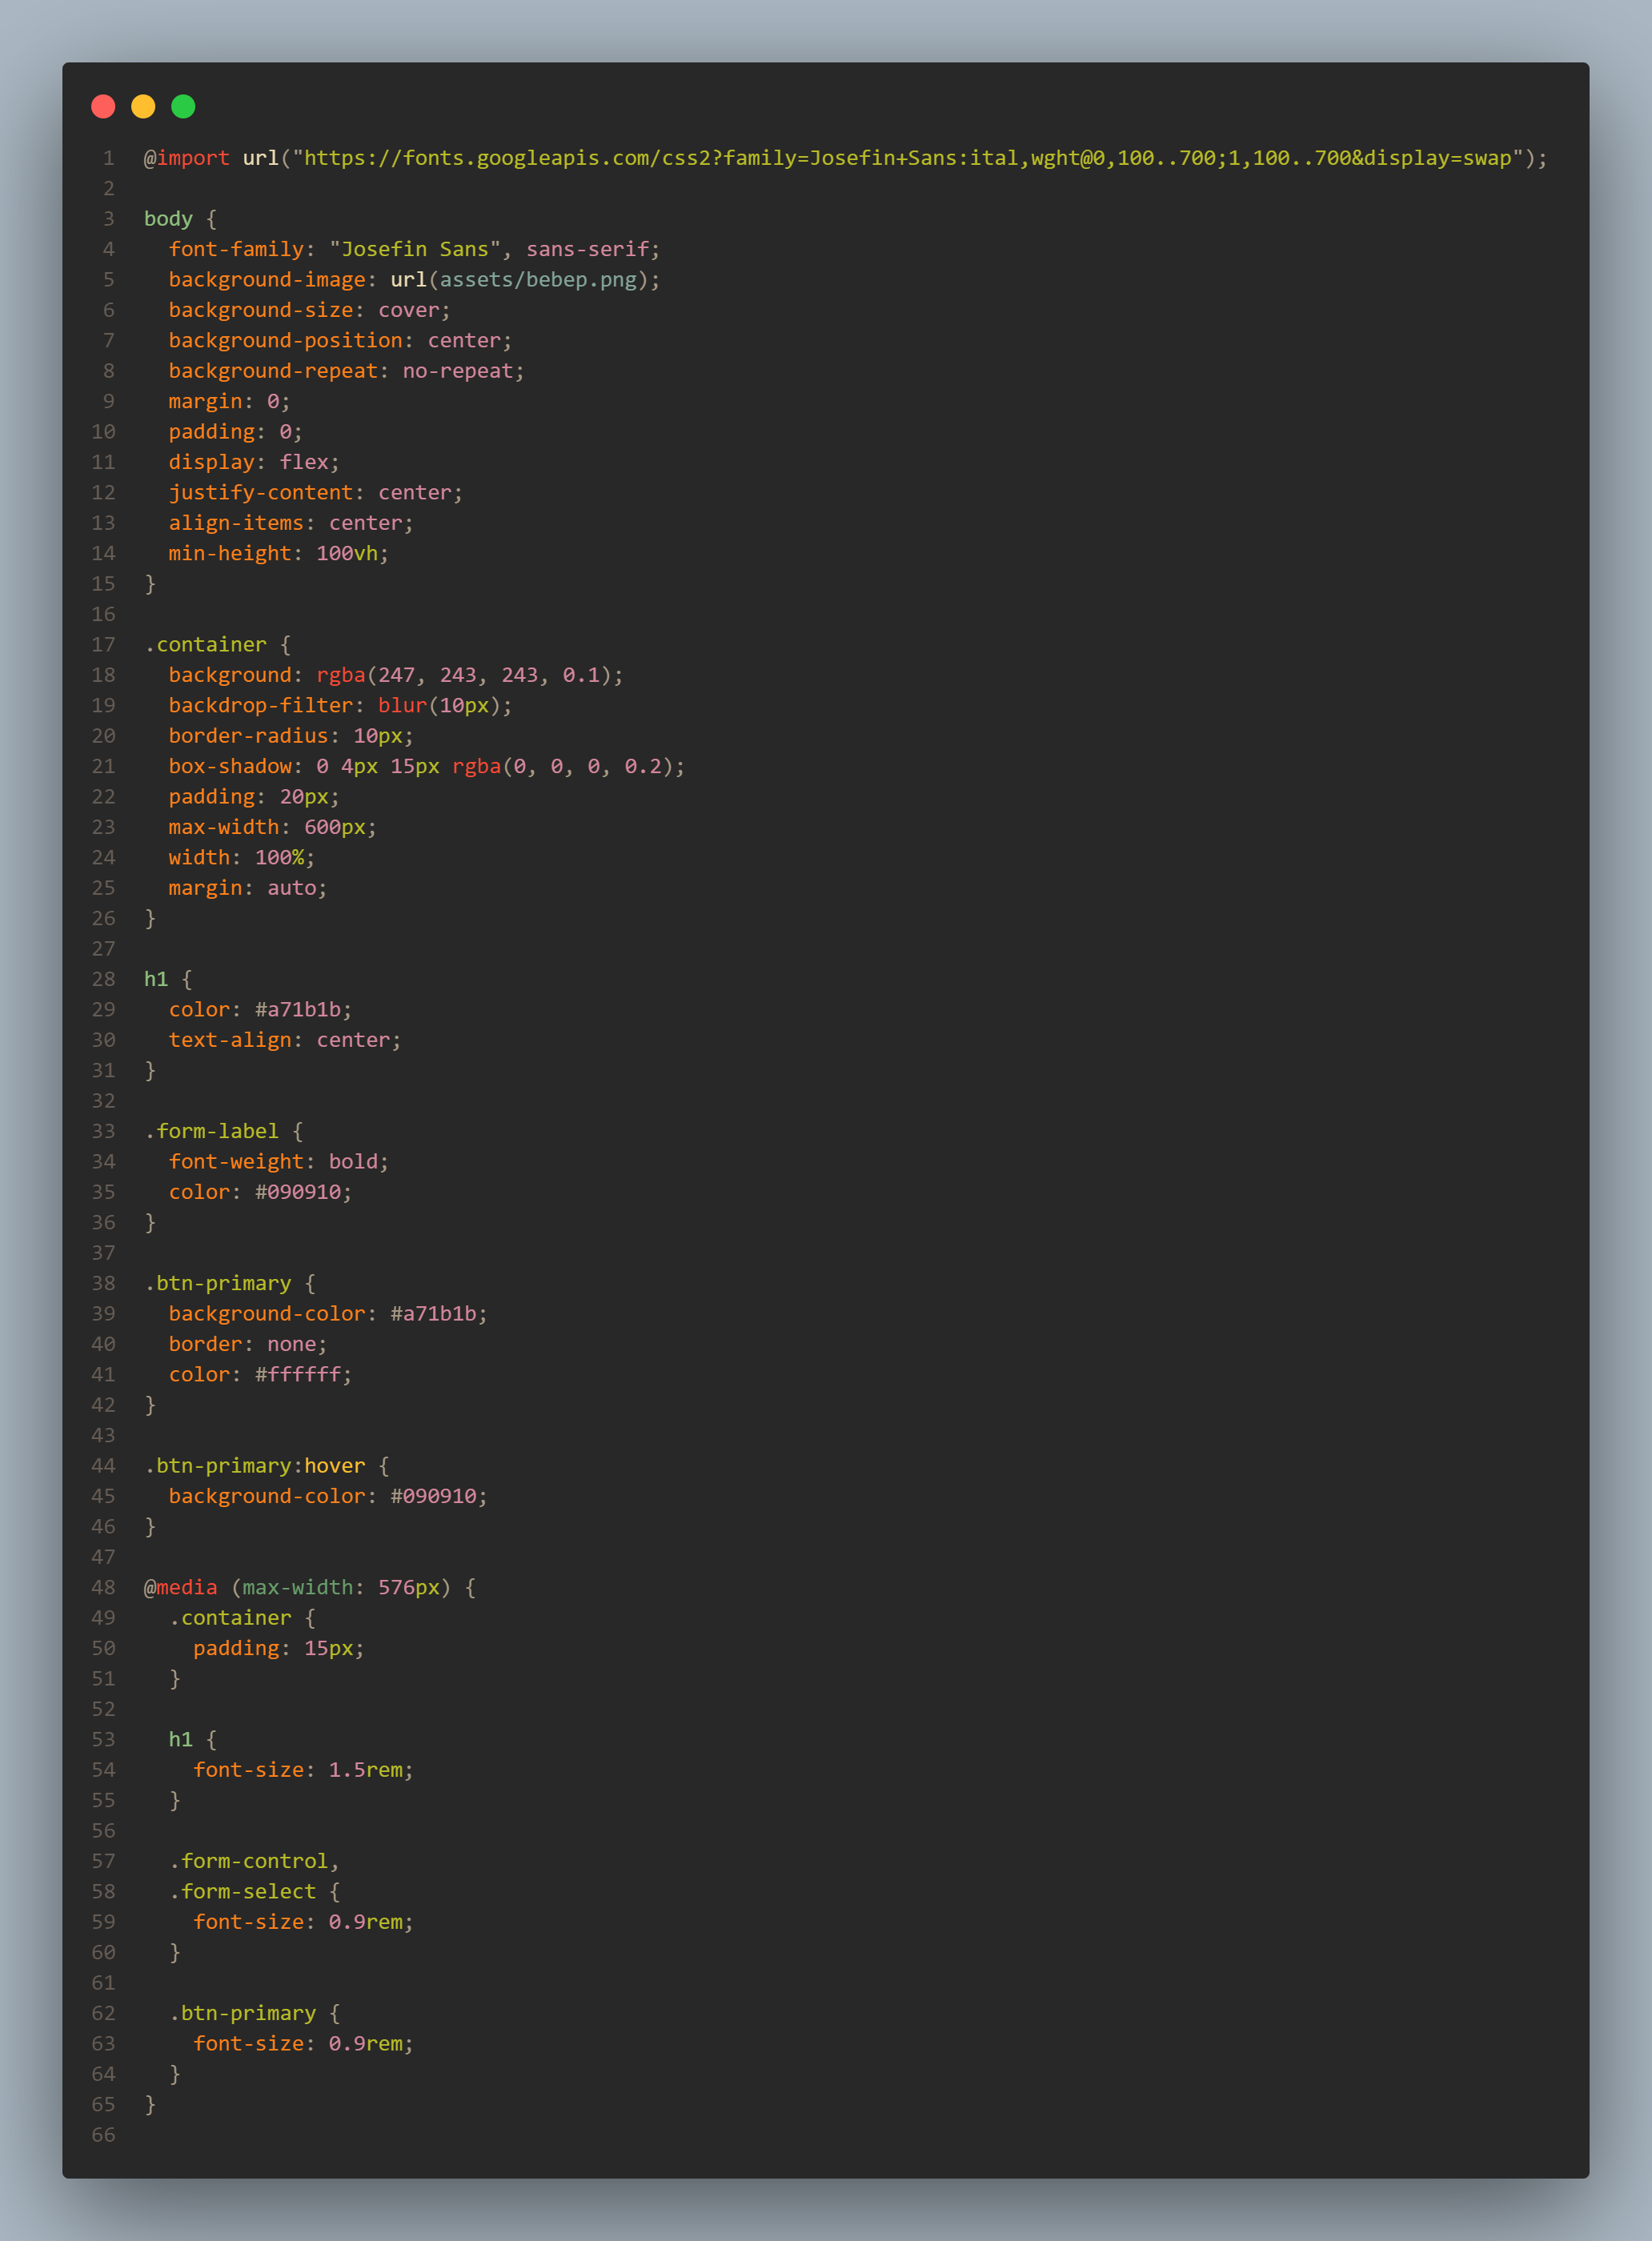 1 @import url("https://fonts.googleapis.com/css2?family=Josefin+Sans:ital,wght@0,100..700;1,100..700&display=swap");
2
3 body {
4   font-family: "Josefin Sans", sans-serif;
5   background-image: url(assets/bebep.png);
6   background-size: cover;
7   background-position: center;
8   background-repeat: no-repeat;
9   margin: 0;
10   padding: 0;
11   display: flex;
12   justify-content: center;
13   align-items: center;
14   min-height: 100vh;
15 }
16
17 .container {
18   background: rgba(247, 243, 243, 0.1);
19   backdrop-filter: blur(10px);
20   border-radius: 10px;
21   box-shadow: 0 4px 15px rgba(0, 0, 0, 0.2);
22   padding: 20px;
23   max-width: 600px;
24   width: 100%;
25   margin: auto;
26 }
27
28 h1 {
29   color: #a71b1b;
30   text-align: center;
31 }
32
33 .form-label {
34   font-weight: bold;
35   color: #090910;
36 }
37
38 .btn-primary {
39   background-color: #a71b1b;
40   border: none;
41   color: #ffffff;
42 }
43
44 .btn-primary:hover {
45   background-color: #090910;
46 }
47
48 @media (max-width: 576px) {
49   .container {
50     padding: 15px;
51   }
52
53   h1 {
54     font-size: 1.5rem;
55   }
56
57   .form-control,
58   .form-select {
59     font-size: 0.9rem;
60   }
61
62   .btn-primary {
63     font-size: 0.9rem;
64   }
65 }
66